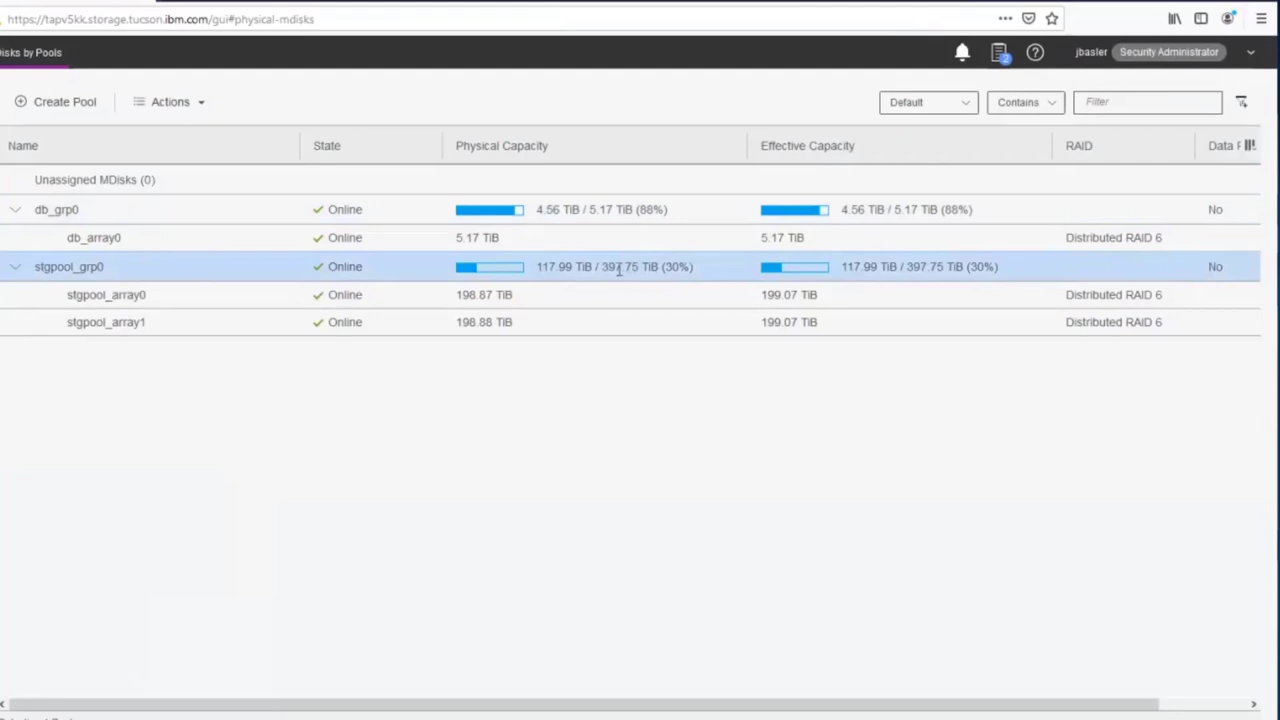 https://tapv5kk.storage.tucson.ibm.com/gui#physical-mdisks
isks by Pools
2
jbasler Security Administrator
Create Pool Actions Default Contains Filter
Name State Physical Capacity Effective Capacity RAID Data
Unassigned MDisks (0)
db_grp0 Online 4.56 TiB / 5.17 TiB (88%) 4.56 TiB / 5.17 TiB (88%) No
db_array0 Online 5.17 TiB 5.17 TiB Distributed RAID 6
stgpool_grp0 Online 117.99 TiB / 397.75 TiB (30%) 117.99 TiB / 397.75 TiB (30%) No
stgpool_array0 Online 198.87 TiB 199.07 TiB Distributed RAID 6
stgpool_array1 Online 198.88 TiB 199.07 TiB Distributed RAID 6